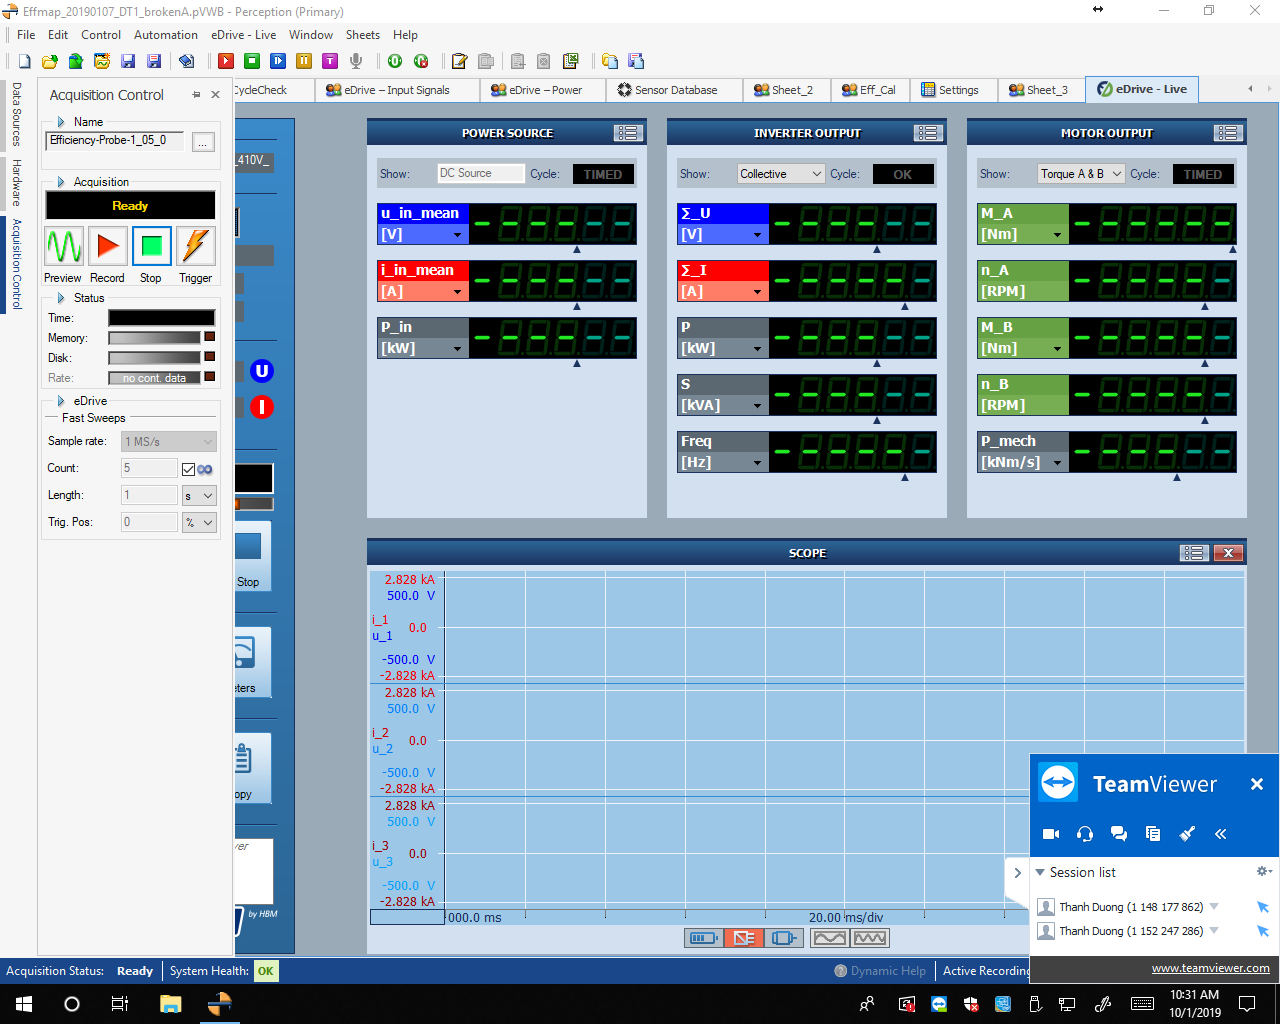 Effmap_20190107_DT1_brokenA.pVWB - Perception (Primary)
File Edit Control Automation eDrive - Live Window Sheets Help
Data Sources
Hardware
Acquisition Control
Acquisition Control
Name
Efficiency-Probe-1_05_0
...
Acquisition
Ready
Preview Record Stop Trigger
Status
Time:
Memory:
Disk:
Rate: no cont. data
eDrive
Fast Sweeps
Sample rate: 1 MS/s
Count: 5
Length: 1 s
Trig. Pos: 0 %
CycleCheck eDrive – Input Signals eDrive – Power Sensor Database Sheet_2 Eff_Cal Settings Sheet_3 eDrive - Live
_410V_
U
I
Stop
eters
opy
ver
by HBM
POWER SOURCE
Show: DC Source Cycle: TIMED
u_in_mean
[V]
i_in_mean
[A]
P_in
[kW]
INVERTER OUTPUT
Show: Collective Cycle: OK
Σ_U
[V]
Σ_I
[A]
P
[kW]
S
[kVA]
Freq
[Hz]
MOTOR OUTPUT
Show: Torque A & B Cycle: TIMED
M_A
[Nm]
n_A
[RPM]
M_B
[Nm]
n_B
[RPM]
P_mech
[kNm/s]
SCOPE
2.828 kA
500.0 V
i_1
0.0
u_1
-500.0 V
-2.828 kA
2.828 kA
500.0 V
i_2
0.0
u_2
-500.0 V
-2.828 kA
2.828 kA
500.0 V
i_3
0.0
u_3
-500.0 V
-2.828 kA
000.0 ms 20.00 ms/div
TeamViewer
Session list
Thanh Duong (1 148 177 862)
Thanh Duong (1 152 247 286)
www.teamviewer.com
Acquisition Status: Ready System Health: OK Dynamic Help Active Recording
10:31 AM
10/1/2019